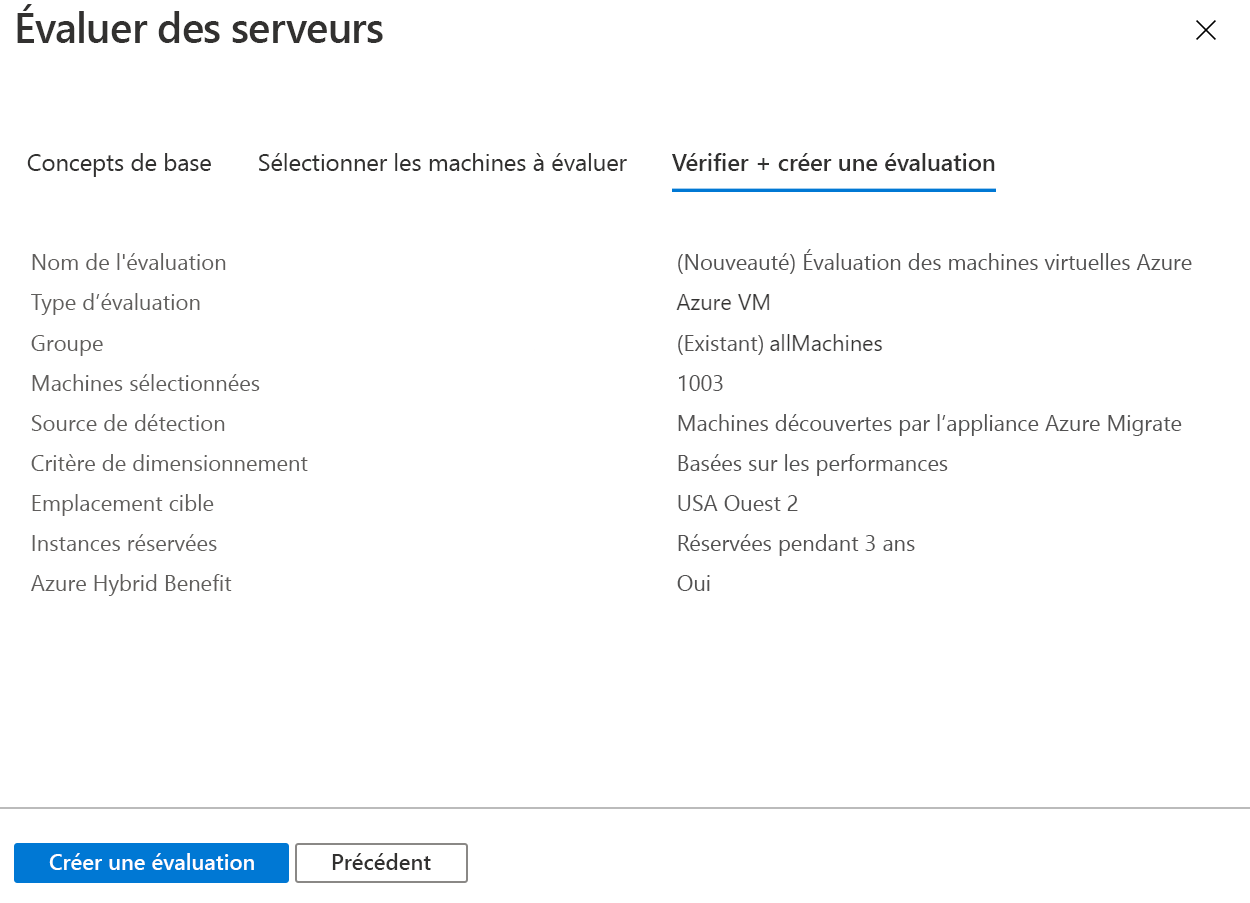 Évaluer des serveurs
Concepts de base Sélectionner les machines à évaluer Vérifier + créer une évaluation
Nom de l'évaluation (Nouveauté) Évaluation des machines virtuelles Azure
Type d’évaluation Azure VM
Groupe (Existant) allMachines
Machines sélectionnées 1003
Source de détection Machines découvertes par l’appliance Azure Migrate
Critère de dimensionnement Basées sur les performances
Emplacement cible USA Ouest 2
Instances réservées Réservées pendant 3 ans
Azure Hybrid Benefit Oui
Créer une évaluation Précédent